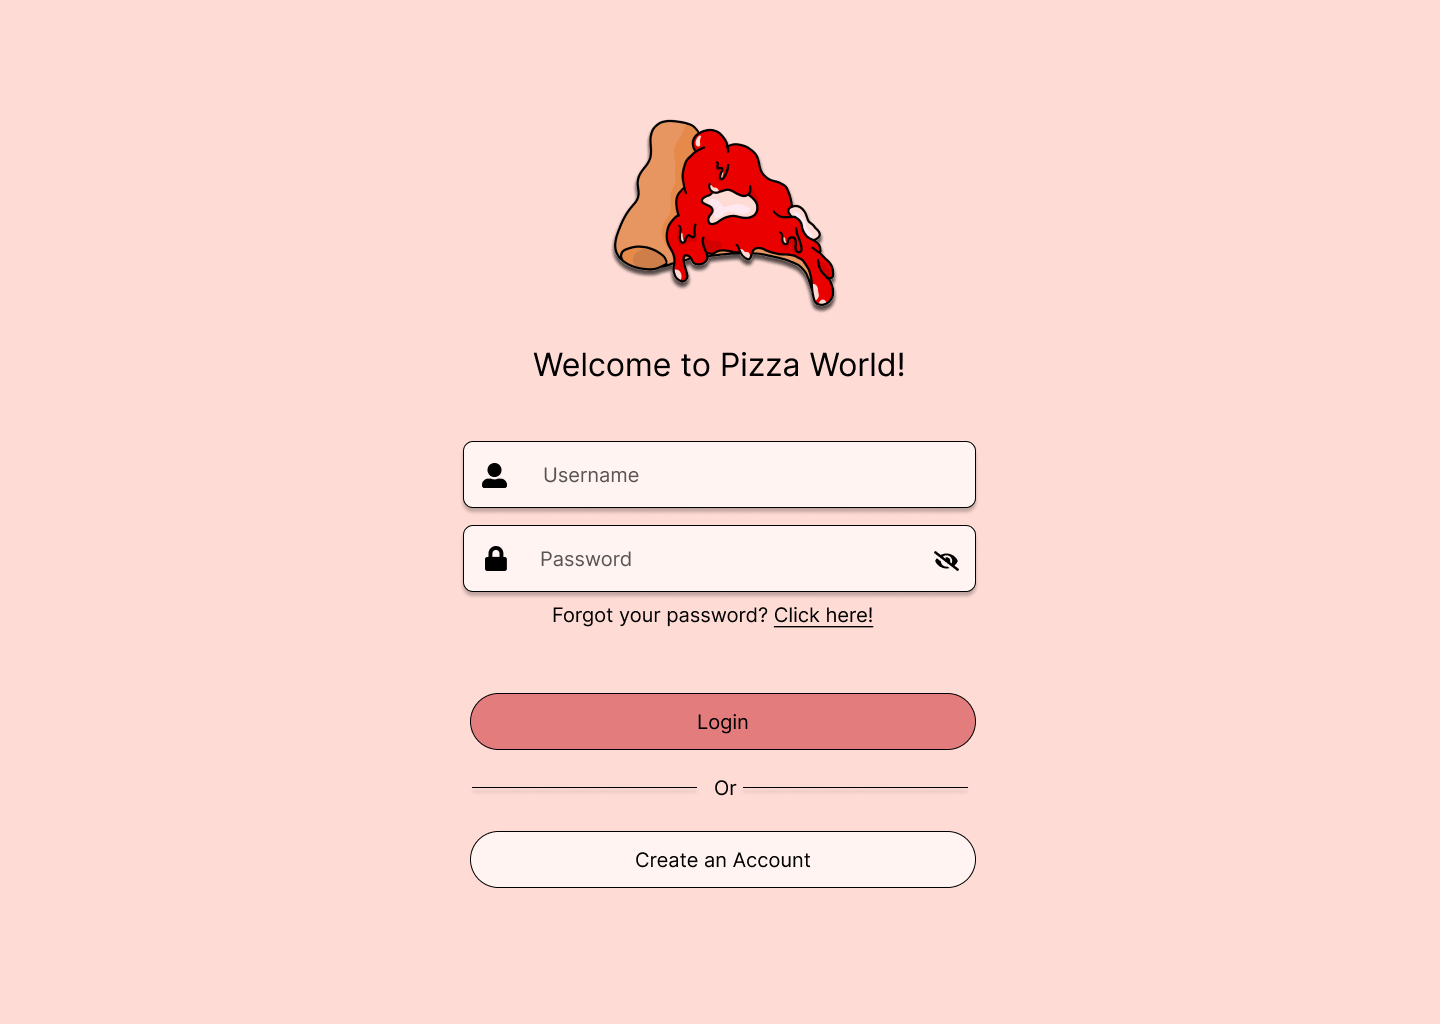 Welcome to Pizza World!
Username
Password
Forgot your password? Click here!
Login
Or
Create an Account